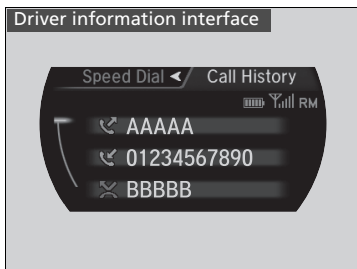 Driver information interface
Speed Dial Call History
RM
AAAAA
01234567890
BBBBB